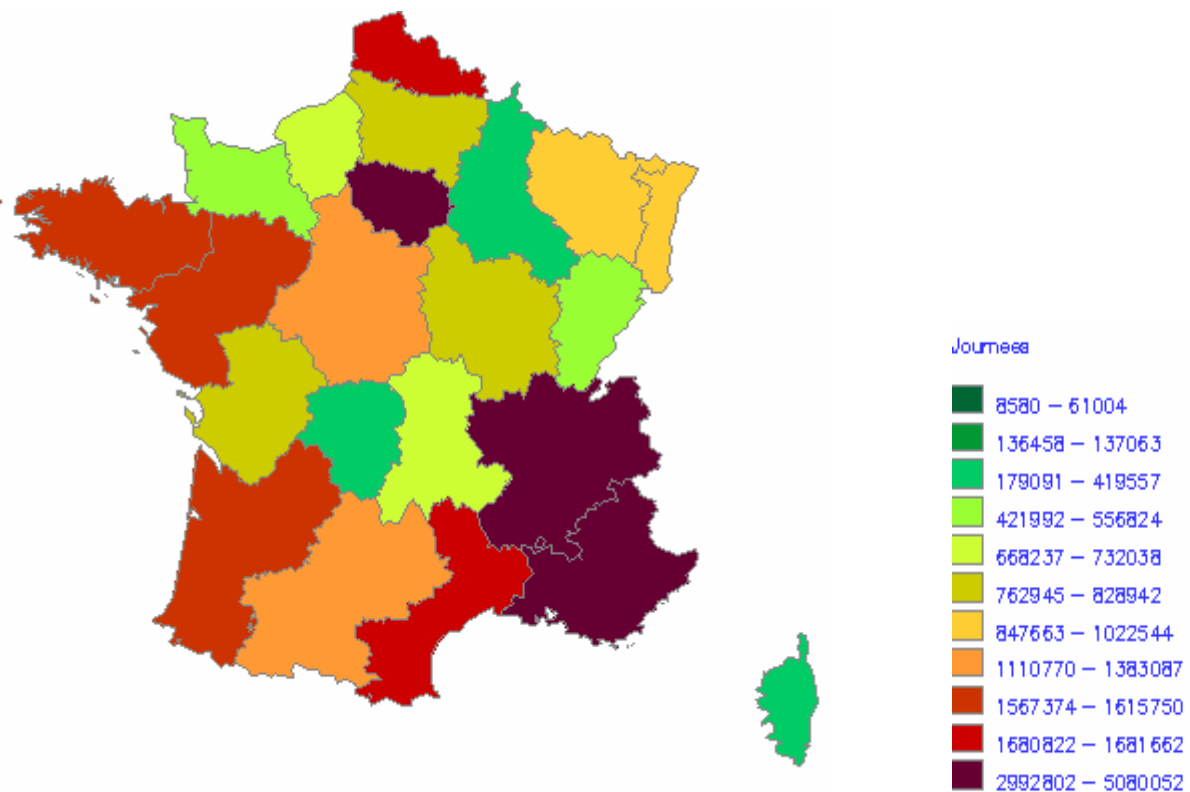 Journees
8580 – 61004
136458 – 137063
179091 – 419557
421992 – 556824
668237 – 732038
762945 – 828942
847663 – 1022544
1110770 – 1383087
1567374 – 1615750
1680822 – 1681662
2992802 – 5080052